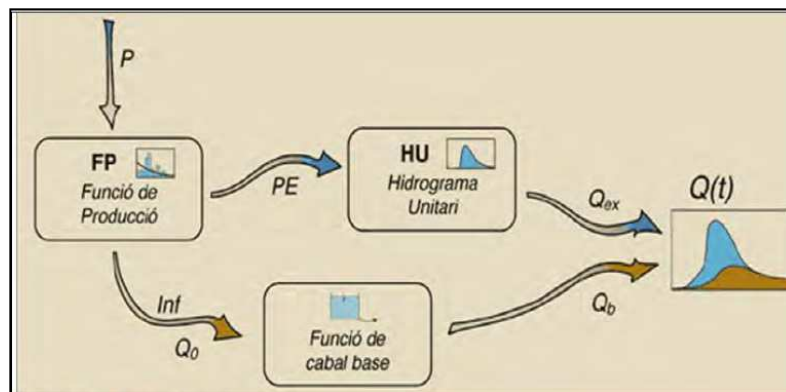 P
FP
Funció de
Producció
PE
HU
Hidrograma
Unitari
Qex
Q(t)
Inf
Q0
Funció de
cabal base
Qb